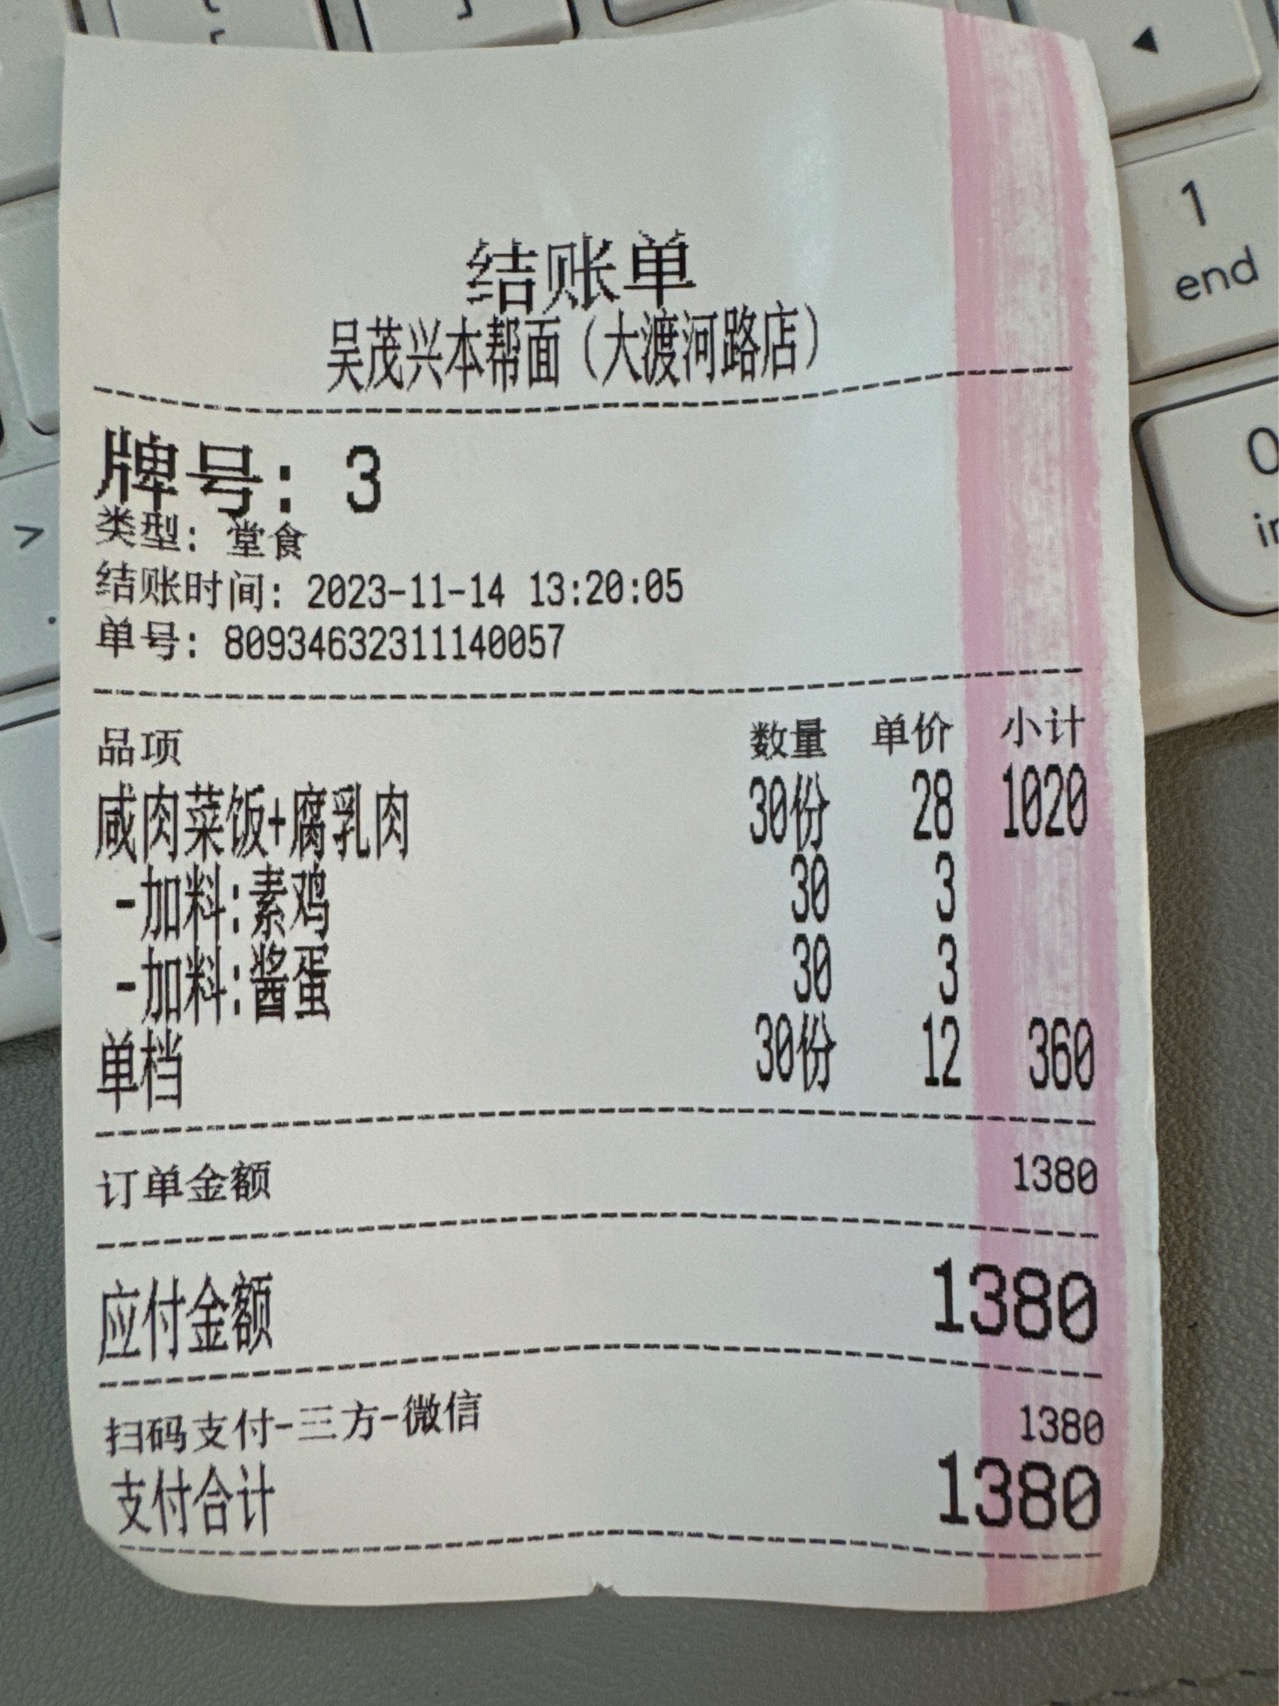 结账单
吴茂兴本帮面（大渡河路店）
牌号: 3
类型: 堂食
结账时间: 2023-11-14 13:20:05
单号: 80934632311140057
品项 数量 单价 小计
咸肉菜饭+腐乳肉 30份 28 1020
-加料:素鸡 30 3
-加料:酱蛋 30 3
单档 30份 12 360
订单金额 1380
应付金额 1380
扫码支付-三方-微信 1380
支付合计 1380
1
end
0
>
.